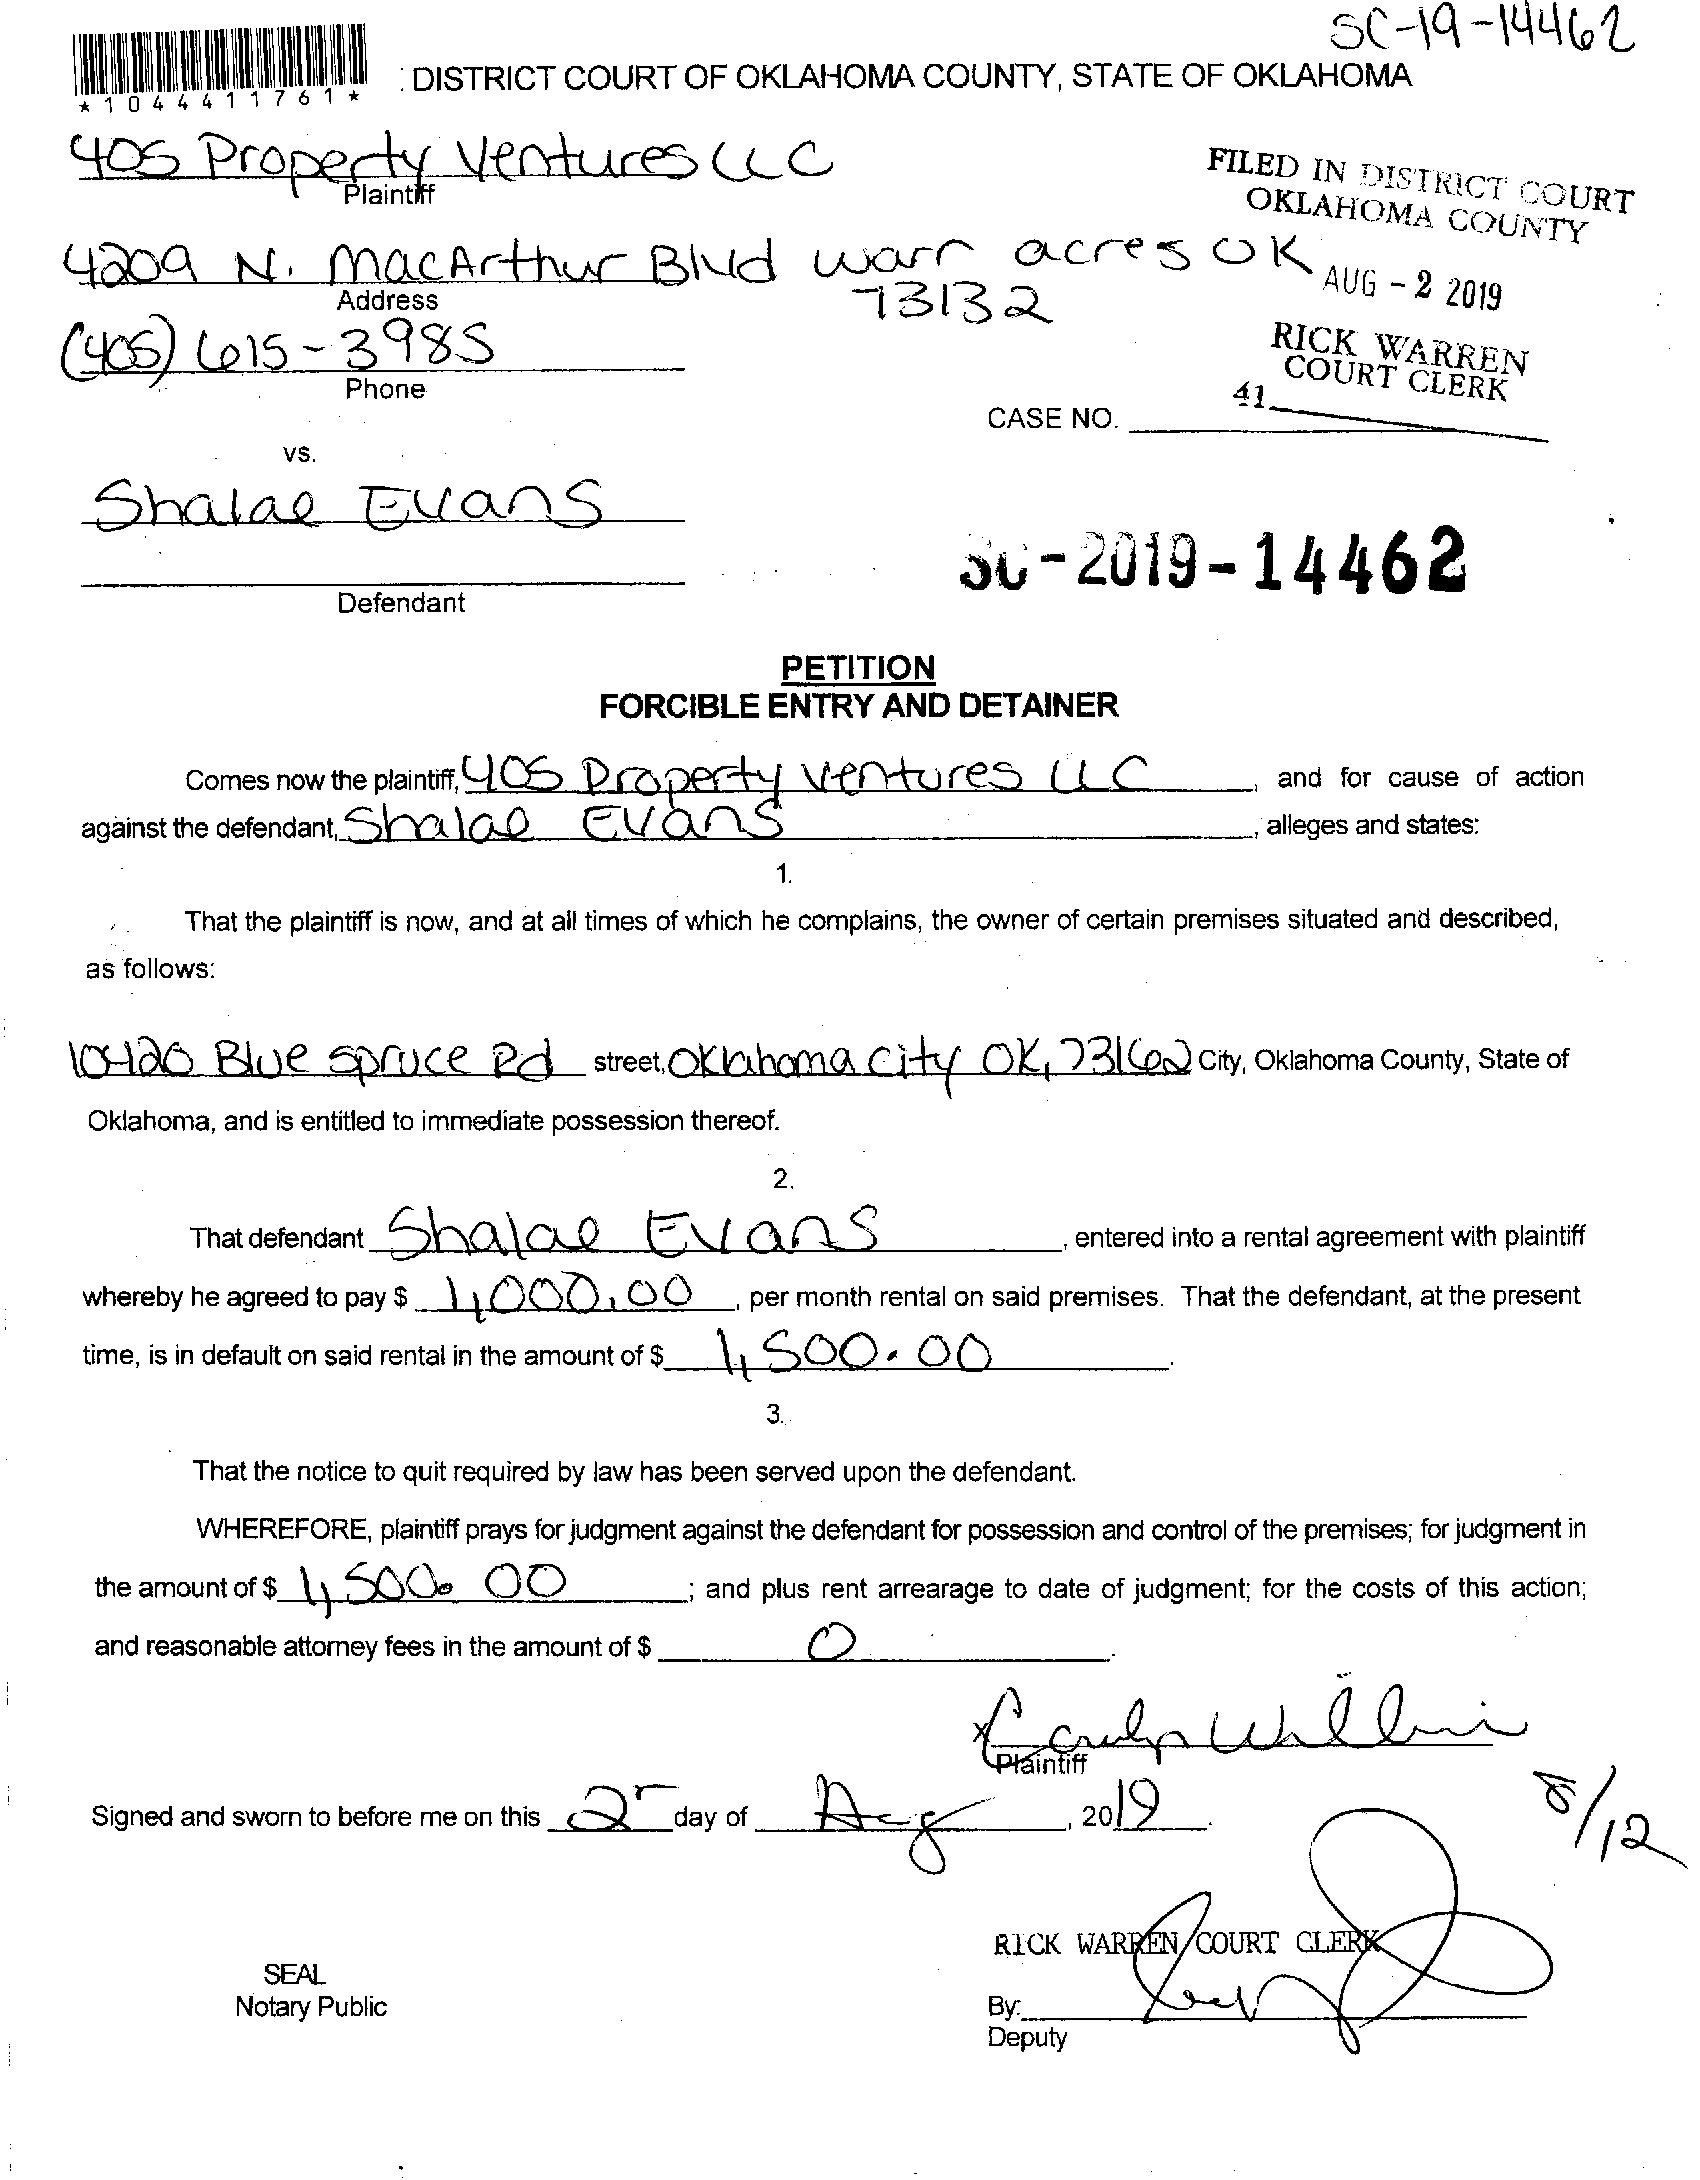 SC-19-14462
*1044411761*
: DISTRICT COURT OF OKLAHOMA COUNTY, STATE OF OKLAHOMA
405 Property Ventures LLC
Plaintiff
FILED IN DISTRICT COURT
OKLAHOMA COUNTY
4209 N. MacArthur Blvd warr acres OK
73132
Address
AUG - 2 2019
(405) 615-3985
Phone
RICK WARREN
COURT CLERK
41
CASE NO.
vs.
Shalae Evans
Defendant
SC-2019-14462
PETITION
FORCIBLE ENTRY AND DETAINER
Comes now the plaintiff, 405 Property Ventures LLC, and for cause of action
against the defendant, Shalae Evans, alleges and states:
1.
That the plaintiff is now, and at all times of which he complains, the owner of certain premises situated and described,
as follows:
10420 Blue spruce Rd street, Oklahoma city OK, 73162 City, Oklahoma County, State of
Oklahoma, and is entitled to immediate possession thereof.
2.
That defendant Shalae Evans, entered into a rental agreement with plaintiff
whereby he agreed to pay $ 1,000.00, per month rental on said premises. That the defendant, at the present
time, is in default on said rental in the amount of $ 1,500.00.
3.
That the notice to quit required by law has been served upon the defendant.
WHEREFORE, plaintiff prays for judgment against the defendant for possession and control of the premises; for judgment in
the amount of $ 1,500.00; and plus rent arrearage to date of judgment; for the costs of this action;
and reasonable attorney fees in the amount of $ 0.
x
Plaintiff
Signed and sworn to before me on this 2 day of Aug, 2019.
8/12
RICK WARREN COURT CLERK
SEAL
Notary Public
By:
Deputy